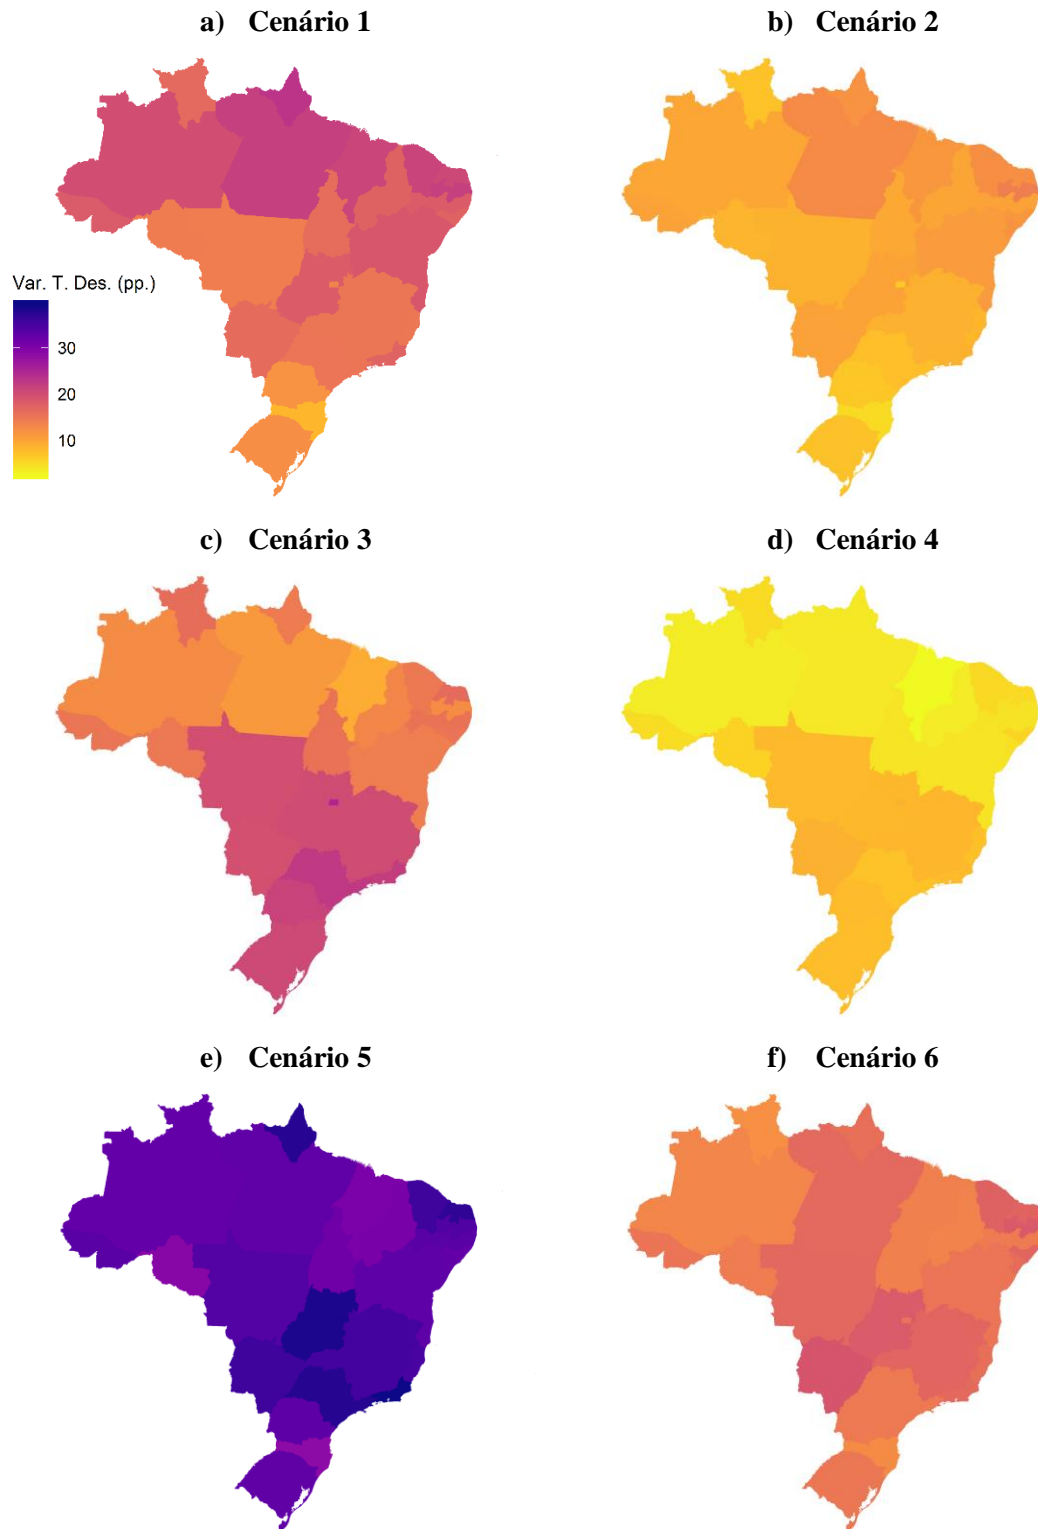 a) Cenário 1
b) Cenário 2
Var. T. Des. (pp.)
30
20
10
c) Cenário 3
d) Cenário 4
e) Cenário 5
f) Cenário 6